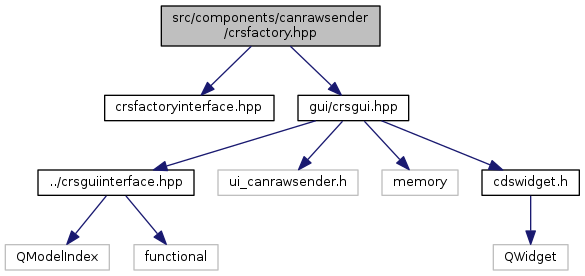 src/components/canrawsender
/crsfactory.hpp
crsfactoryinterface.hpp
gui/crsgui.hpp
../crsguiinterface.hpp
ui_canrawsender.h
memory
cdswidget.h
QModelIndex
functional
QWidget